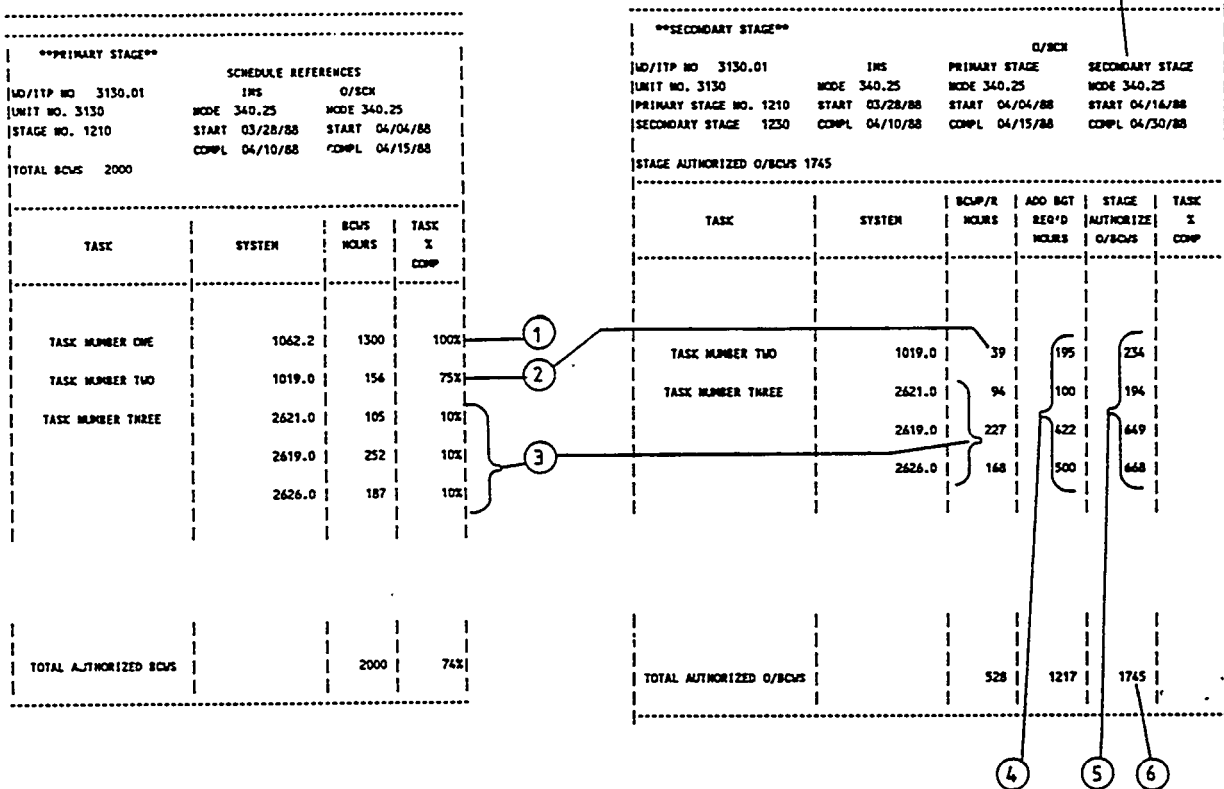 **PRIMARY STAGE**
SCHEDULE REFERENCES
WD/ITP NO 3130.01 IMS O/SCH
UNIT NO. 3130 NODE 340.25 NODE 340.25
STAGE NO. 1210 START 03/28/88 START 04/04/88
COMPL 04/10/88 COMPL 04/15/88
TOTAL BCWS 2000
TASK SYSTEM BCWS HOURS TASK % COMP
TASK NUMBER ONE 1062.2 1300 100%
TASK NUMBER TWO 1019.0 156 75%
TASK NUMBER THREE 2621.0 105 10%
2619.0 252 10%
2626.0 187 10%
TOTAL AUTHORIZED BCWS 2000 74%
1
2
3
**SECONDARY STAGE**
O/SCH
WD/ITP NO 3130.01 IMS PRIMARY STAGE SECONDARY STAGE
UNIT NO. 3130 NODE 340.25 NODE 340.25 NODE 340.25
PRIMARY STAGE NO. 1210 START 03/28/88 START 04/04/88 START 04/16/88
SECONDARY STAGE 1230 COMPL 04/10/88 COMPL 04/15/88 COMPL 04/30/88
STAGE AUTHORIZED O/BCWS 1745
TASK SYSTEM BCWP/R HOURS ADD BGT REQ'D HOURS STAGE AUTHORIZE O/BCWS TASK % COMP
TASK NUMBER TWO 1019.0 39 195 234
TASK NUMBER THREE 2621.0 94 100 194
2619.0 227 422 649
2626.0 168 500 668
TOTAL AUTHORIZED O/BCWS 528 1217 1745
4 5 6